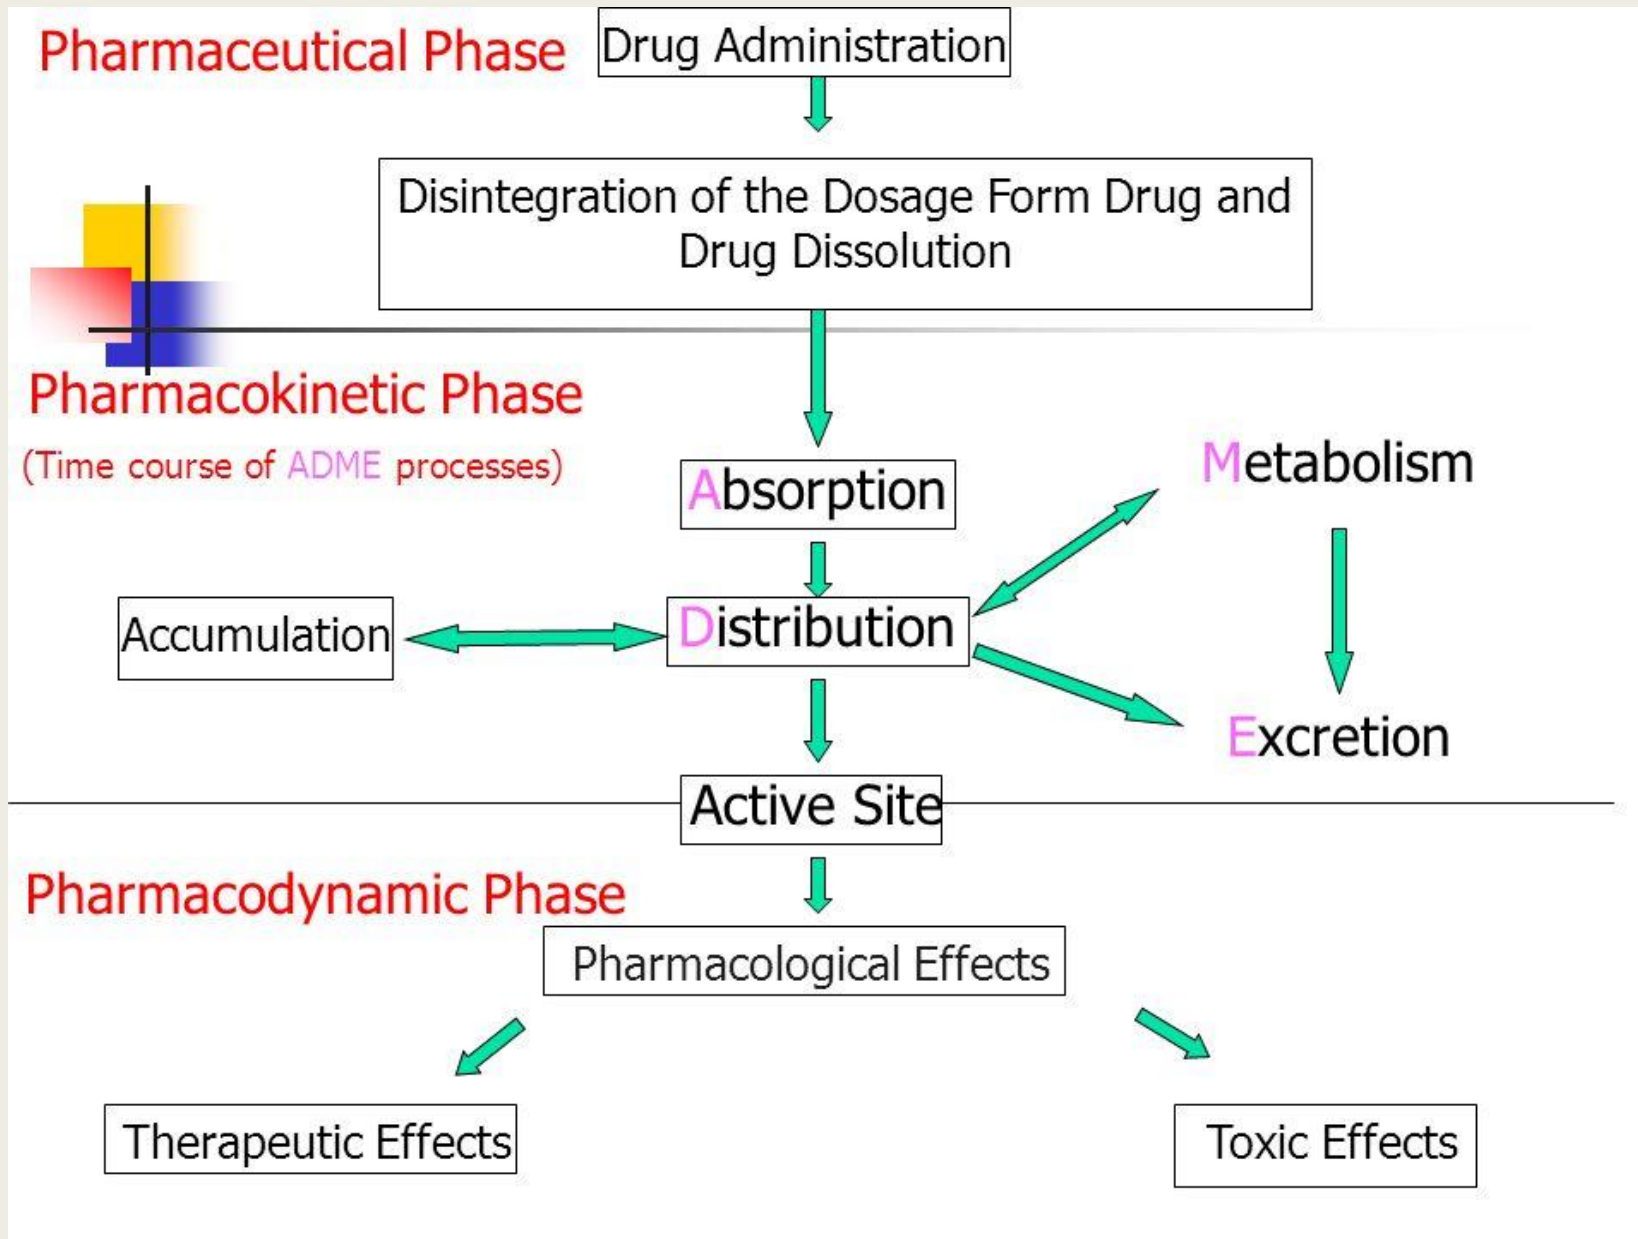 Pharmaceutical Phase
Drug Administration
Disintegration of the Dosage Form Drug and
Drug Dissolution
Pharmacokinetic Phase
(Time course of ADME processes)
Absorption
Metabolism
Accumulation
Distribution
Excretion
Active Site
Pharmacodynamic Phase
Pharmacological Effects
Therapeutic Effects
Toxic Effects